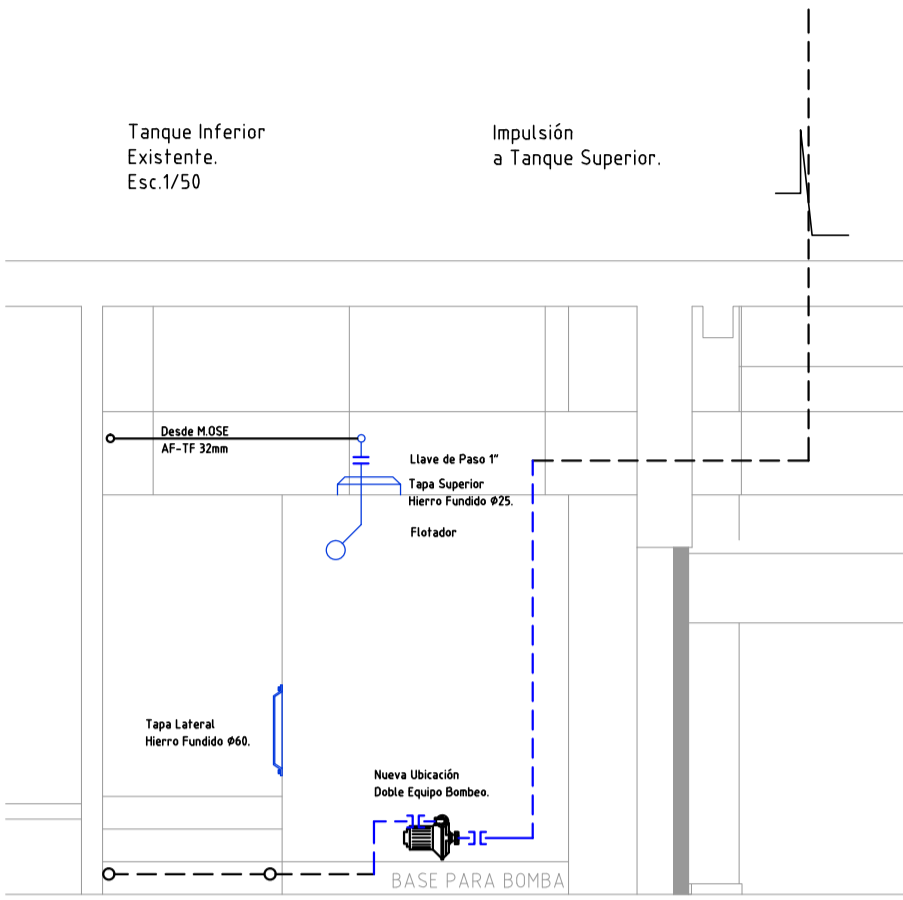 Tanque Inferior
Existente.
Esc.1/50
Impulsión
a Tanque Superior.
Desde M.OSE
AF-TF 32mm
Llave de Paso 1"
Tapa Superior
Hierro Fundido Ø25.
Flotador
Tapa Lateral
Hierro Fundido Ø60.
Nueva Ubicación
Doble Equipo Bombeo.
BASE PARA BOMBA